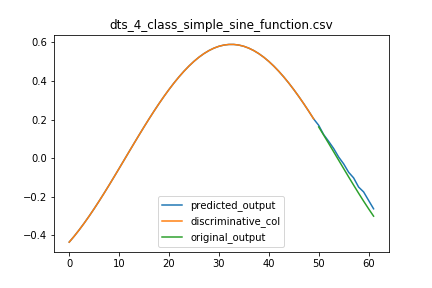 dts_4_class_simple_sine_function.csv
0.6
0.4
0.2
0.0
−0.2
−0.4
0 10 20 30 40 50 60
predicted_output
discriminative_col
original_output